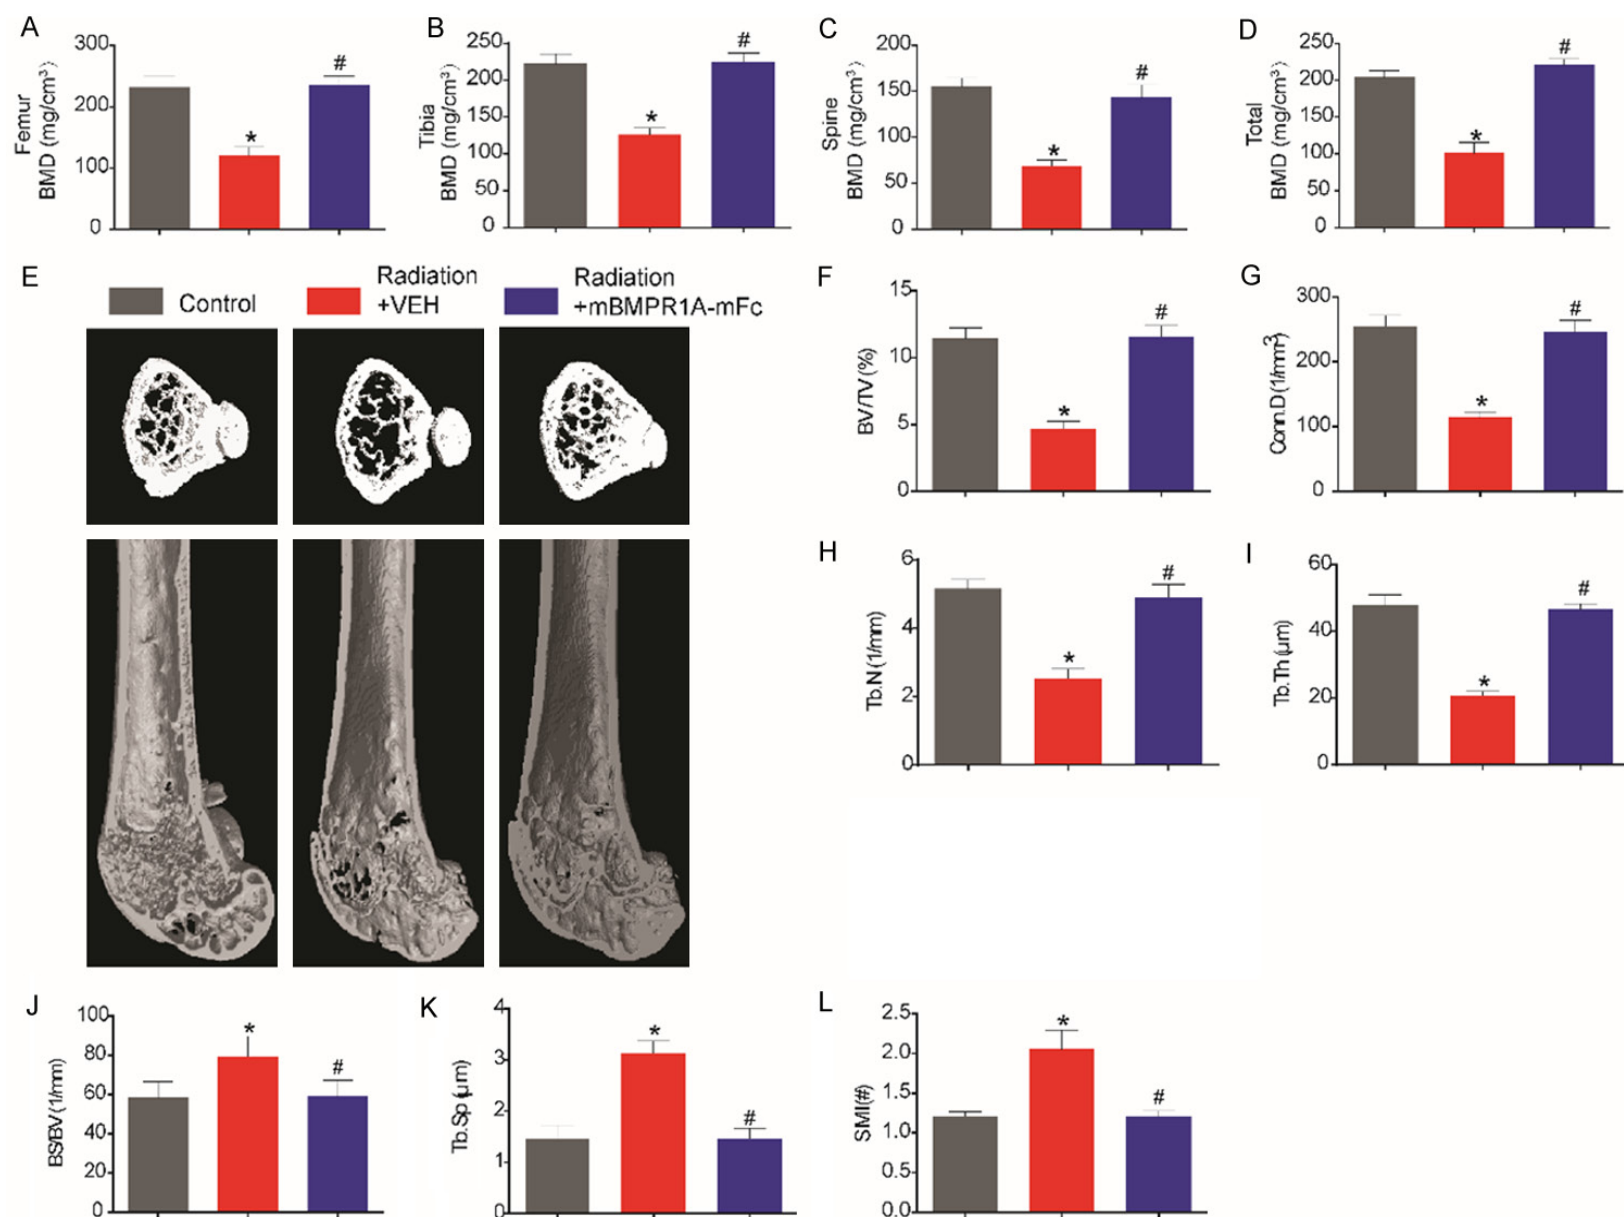 A
Femur
BMD (mg/cm³)
300
200
100
0
*
#
B
Tibia
BMD (mg/cm³)
250
200
150
100
50
0
*
#
C
Spine
BMD (mg/cm³)
200
150
100
50
0
*
#
D
Total
BMD (mg/cm³)
250
200
150
100
50
0
*
#
E
Control
Radiation
+VEH
Radiation
+mBMPR1A-mFc
F
BV/TV (%)
15
10
5
0
*
#
G
Conn.D (1/mm³)
300
200
100
0
*
#
H
Tb.N (1/mm)
6
4
2
0
*
#
I
Tb.Th (μm)
60
40
20
0
*
#
J
BS/BV (1/mm)
100
80
60
40
20
0
*
#
K
Tb.Sp (μm)
4
3
2
1
0
*
#
L
SMI(#)
2.5
2.0
1.5
1.0
0.5
0.0
*
#